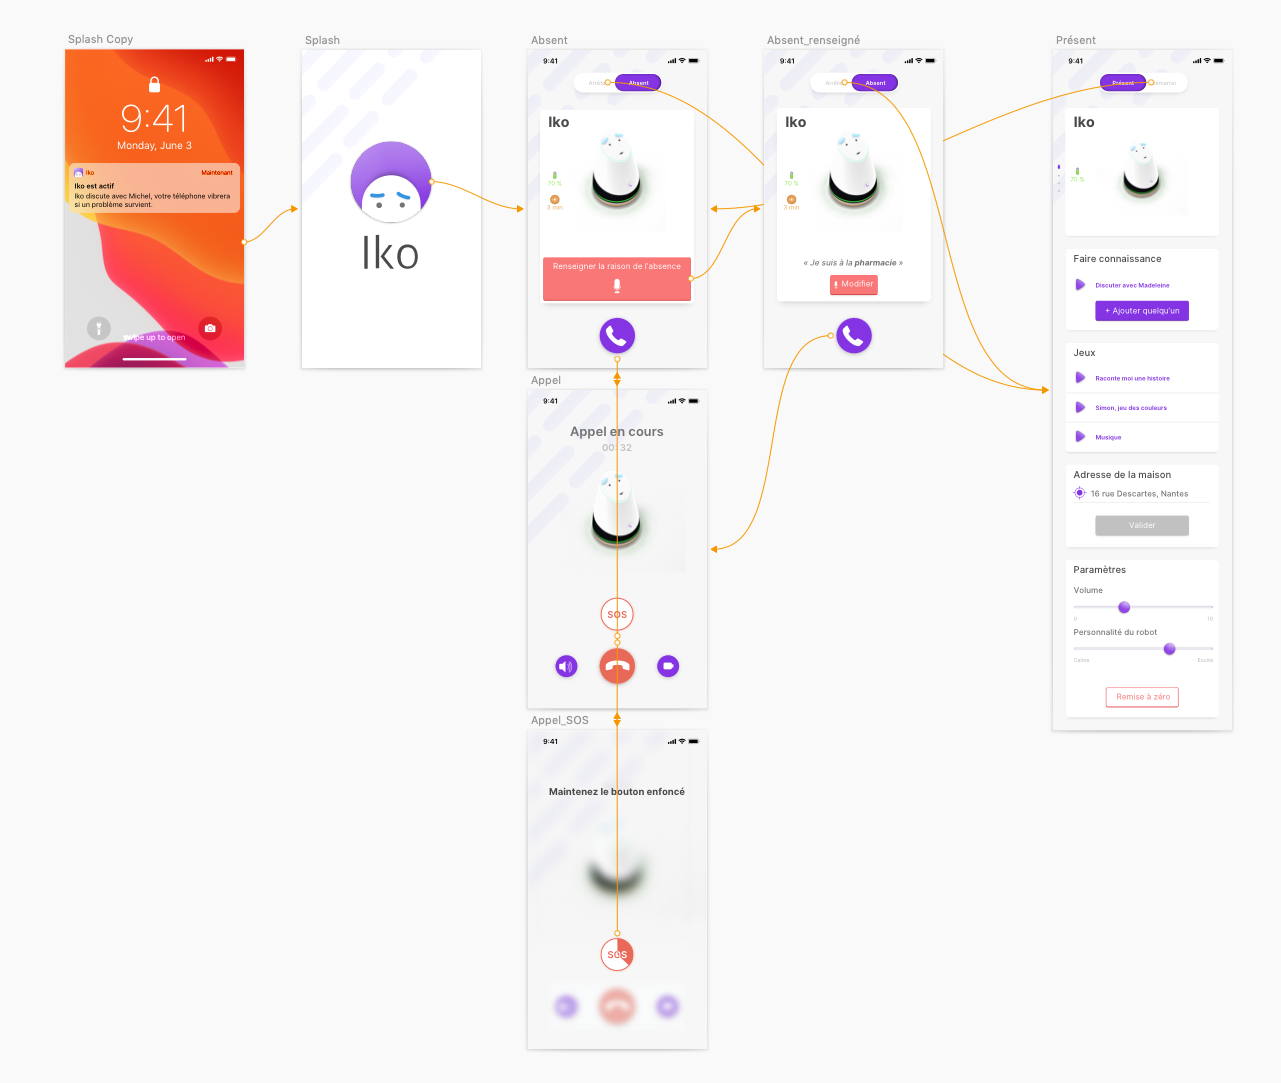 Splash Copy
9:41
Monday, June 3
Iko
Maintenant
Iko est actif
Iko discute avec Michel, votre téléphone vibrera
si un problème survient.
swipe up to open
Splash
Iko
Absent
9:41
Absent
Iko
70 %
3 min
Renseigner la raison de l'absence
Absent_renseigné
9:41
Absent
Iko
70 %
3 min
« Je suis à la pharmacie »
Modifier
Présent
9:41
Présent
Iko
70 %
Faire connaissance
Discuter avec Madeleine
+ Ajouter quelqu'un
Jeux
Raconte moi une histoire
Simon, jeu des couleurs
Musique
Adresse de la maison
16 rue Descartes, Nantes
Valider
Paramètres
Volume
0
10
Personnalité du robot
Calme
Excité
Remise à zéro
Appel
9:41
Appel en cours
00:32
SOS
Appel_SOS
9:41
Maintenez le bouton enfoncé
SOS